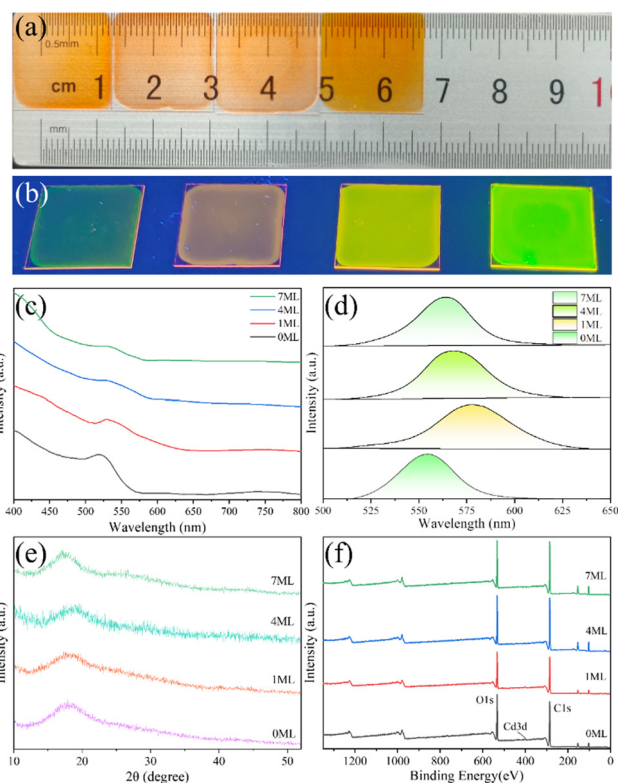 (a)
0.5mm
cm 1 2 3 4 5 6 7 8 9
mm
(b)
(c)
7ML
4ML
1ML
0ML
Intensity (a.u.)
400 450 500 550 600 650 700 750 800
Wavelength (nm)
(d)
7ML
4ML
1ML
0ML
Intensity (a.u.)
500 525 550 575 600 625 650
Wavelength (nm)
(e)
7ML
4ML
1ML
0ML
Intensity (a.u.)
10 20 30 40 50
2θ (degree)
(f)
7ML
4ML
1ML
O1s
C1s
Cd3d
0ML
Intensity (a.u.)
1200 1000 800 600 400 200 0
Binding Energy(eV)